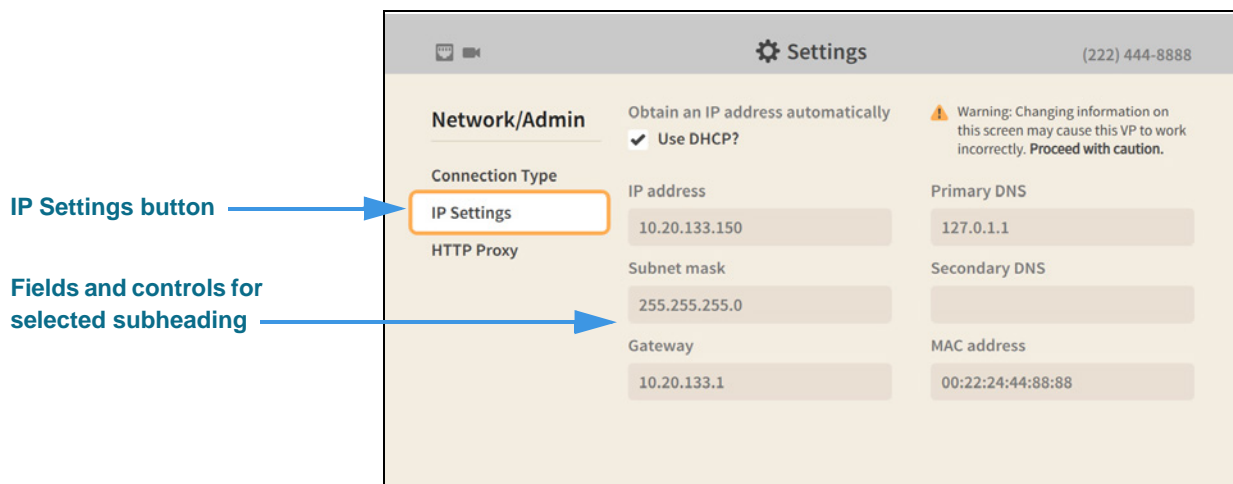 Settings
(222) 444-8888
Network/Admin
Connection Type
IP Settings
HTTP Proxy
IP Settings button
Fields and controls for
selected subheading
Obtain an IP address automatically
Use DHCP?
Warning: Changing information on
this screen may cause this VP to work
incorrectly. Proceed with caution.
IP address
10.20.133.150
Primary DNS
127.0.1.1
Subnet mask
255.255.255.0
Secondary DNS
Gateway
10.20.133.1
MAC address
00:22:24:44:88:88